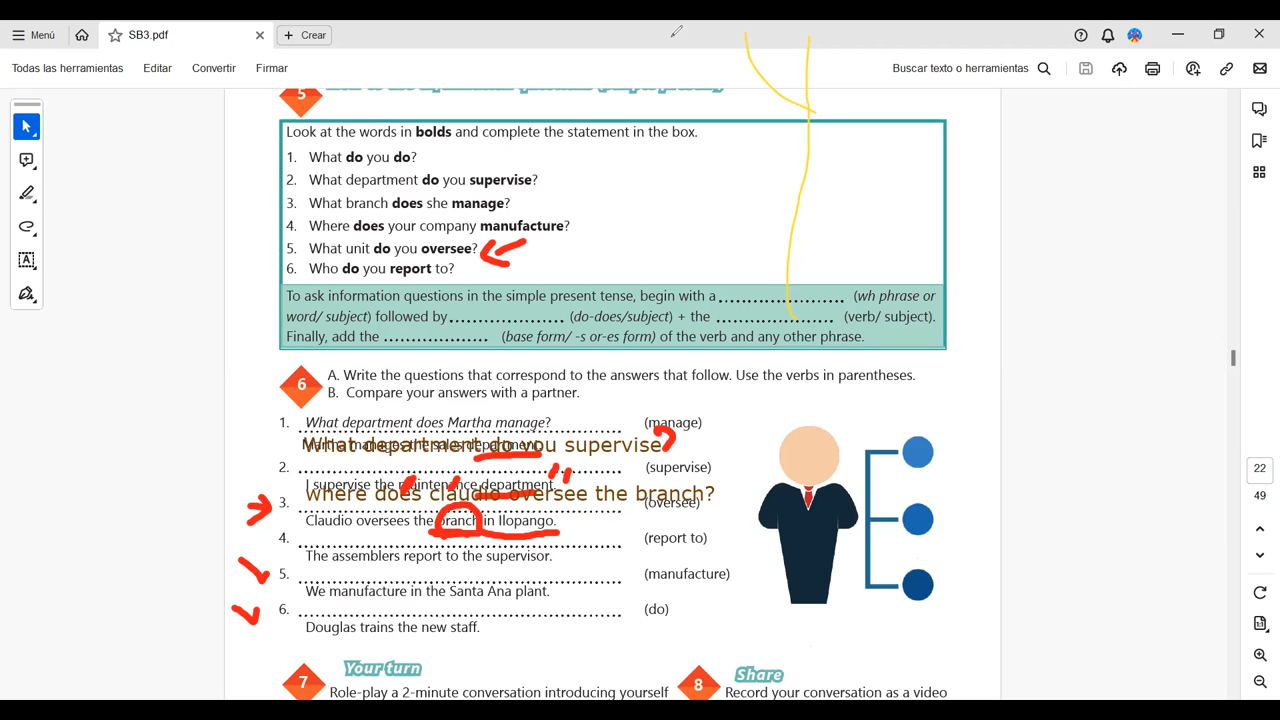 Menú
SB3.pdf
Crear
Todas las herramientas
Editar
Convertir
Firmar
Buscar texto o herramientas
5
Look at the words in bolds and complete the statement in the box.
1. What do you do?
2. What department do you supervise?
3. What branch does she manage?
4. Where does your company manufacture?
5. What unit do you oversee?
6. Who do you report to?
To ask information questions in the simple present tense, begin with a ........................ (wh phrase or
word/ subject) followed by...................... (do-does/subject) + the ...................... (verb/ subject).
Finally, add the .................... (base form/ -s or-es form) of the verb and any other phrase.
6
A. Write the questions that correspond to the answers that follow. Use the verbs in parentheses.
B. Compare your answers with a partner.
1. What department does Martha manage? (manage)
Martha manages the sales department.
What department do you supervise?
2. (supervise)
I supervise the maintenance department.
where does claudio oversee the branch?
3. (oversee)
Claudio oversees the branch in Ilopango.
4. (report to)
The assemblers report to the supervisor.
5. (manufacture)
We manufacture in the Santa Ana plant.
6. (do)
Douglas trains the new staff.
7
Your turn
Role-play a 2-minute conversation introducing yourself
8
Share
Record your conversation as a video
22
49